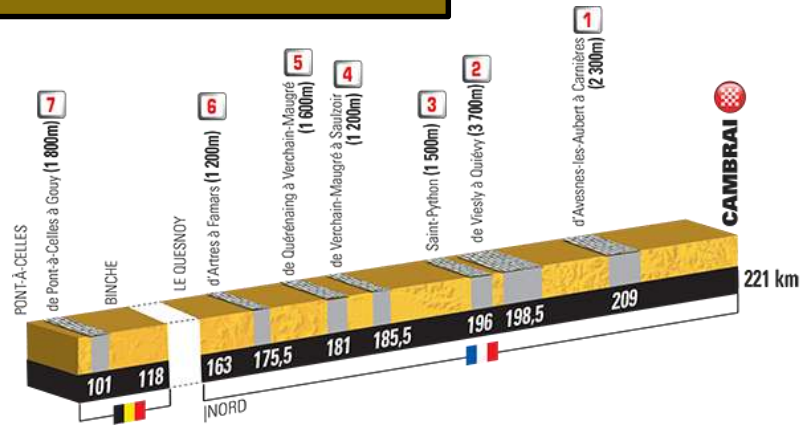 7
PONT-À-CELLES
de Pont-à-Celles à Gouy (1 800m)
BINCHE
LE QUESNOY
6
d'Artres à Famars (1 200m)
5
de Quérénaing à Verchain-Maugré
(1 600m)
4
de Verchain-Maugré à Saulzoir
(1 200m)
3
Saint-Python (1 500m)
2
de Viesly à Quiévy (3 700m)
1
d'Avesnes-les-Aubert à Carnières
(2 300m)
CAMBRAI
221 km
101
118
163
175,5
181
185,5
196
198,5
209
|NORD